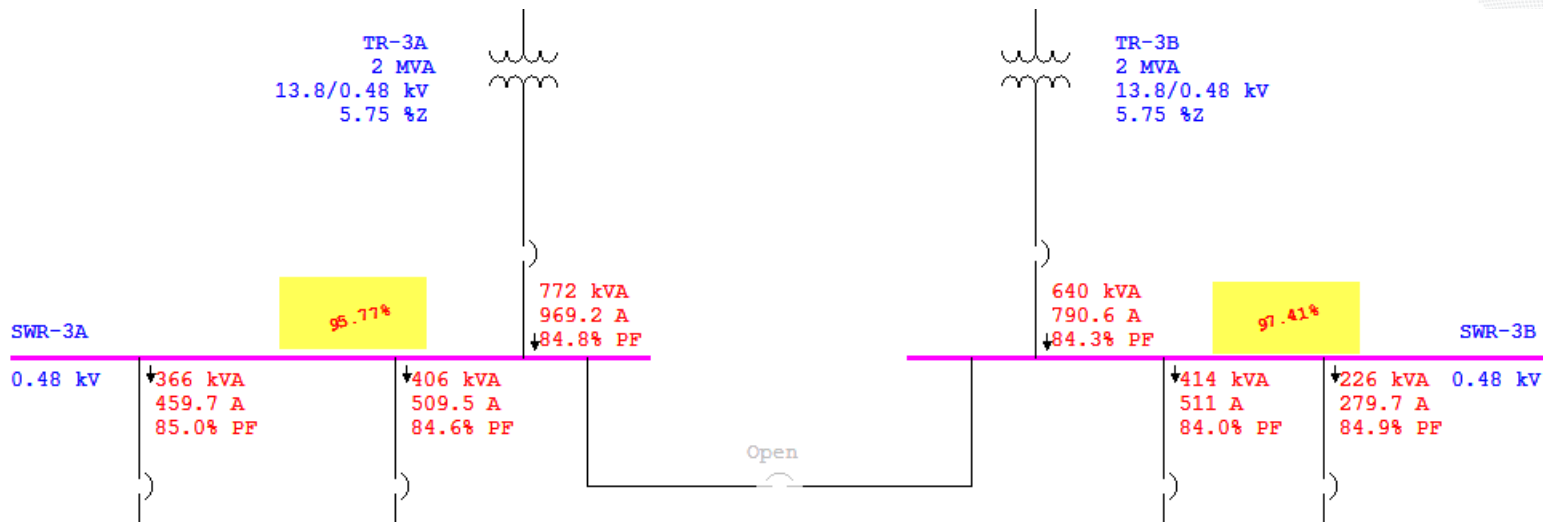 TR-3A
2 MVA
13.8/0.48 kV
5.75 %Z
TR-3B
2 MVA
13.8/0.48 kV
5.75 %Z
95.77%
772 kVA
969.2 A
84.8% PF
SWR-3A
0.48 kV
366 kVA
459.7 A
85.0% PF
406 kVA
509.5 A
84.6% PF
Open
640 kVA
790.6 A
84.3% PF
97.41%
SWR-3B
0.48 kV
414 kVA
511 A
84.0% PF
226 kVA
279.7 A
84.9% PF